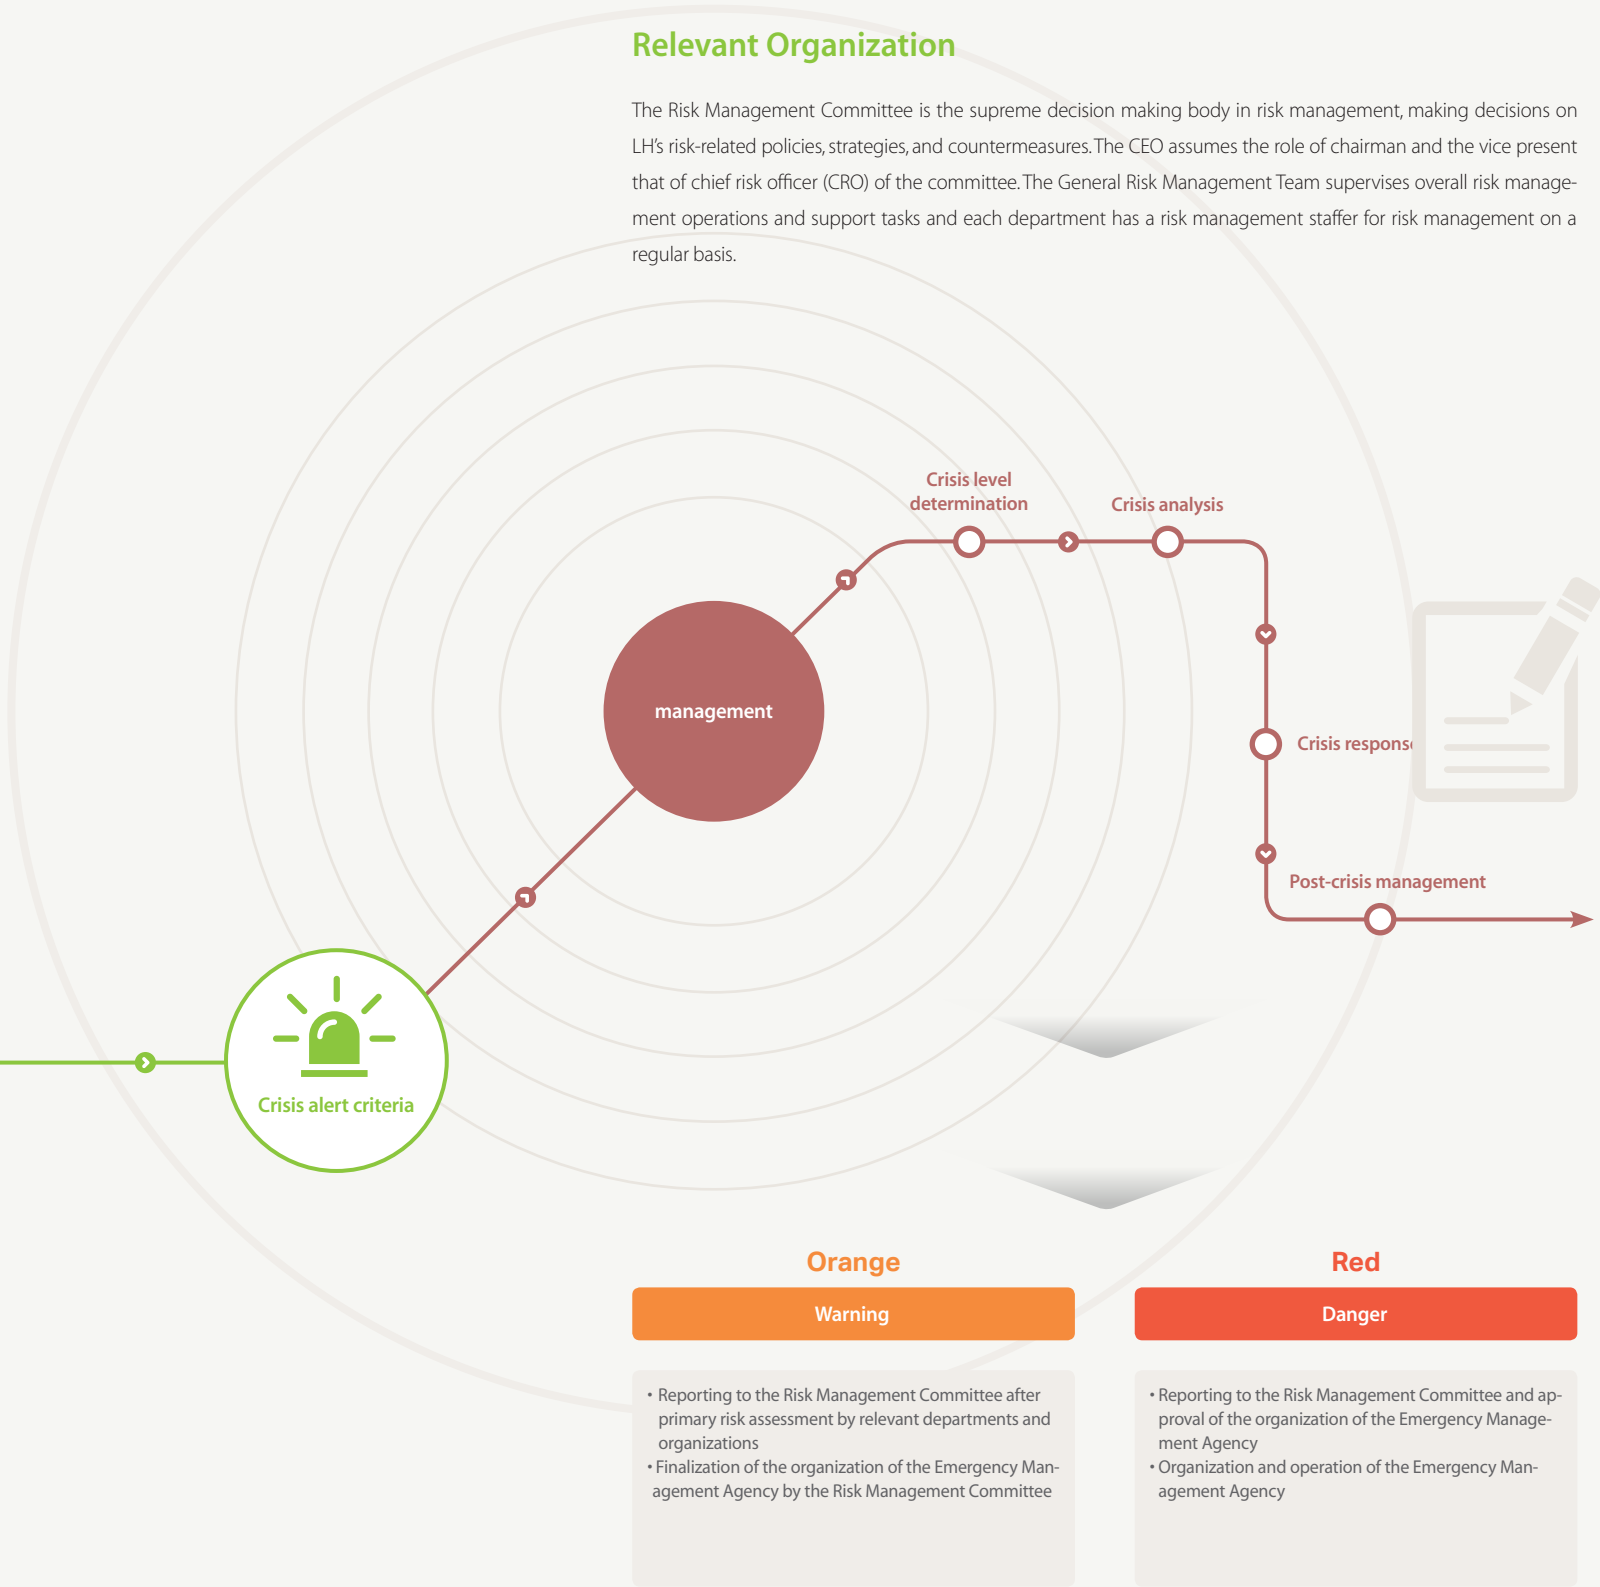 Relevant Organization
The Risk Management Committee is the supreme decision making body in risk management, making decisions on
LH's risk-related policies, strategies, and countermeasures. The CEO assumes the role of chairman and the vice present
that of chief risk officer (CRO) of the committee. The General Risk Management Team supervises overall risk manage-
ment operations and support tasks and each department has a risk management staffer for risk management on a
regular basis.
Crisis level
determination
Crisis analysis
management
Crisis response
Post-crisis management
Crisis alert criteria
Orange
Warning
• Reporting to the Risk Management Committee after
primary risk assessment by relevant departments and
organizations
• Finalization of the organization of the Emergency Man-
agement Agency by the Risk Management Committee
Red
Danger
• Reporting to the Risk Management Committee and ap-
proval of the organization of the Emergency Manage-
ment Agency
• Organization and operation of the Emergency Man-
agement Agency